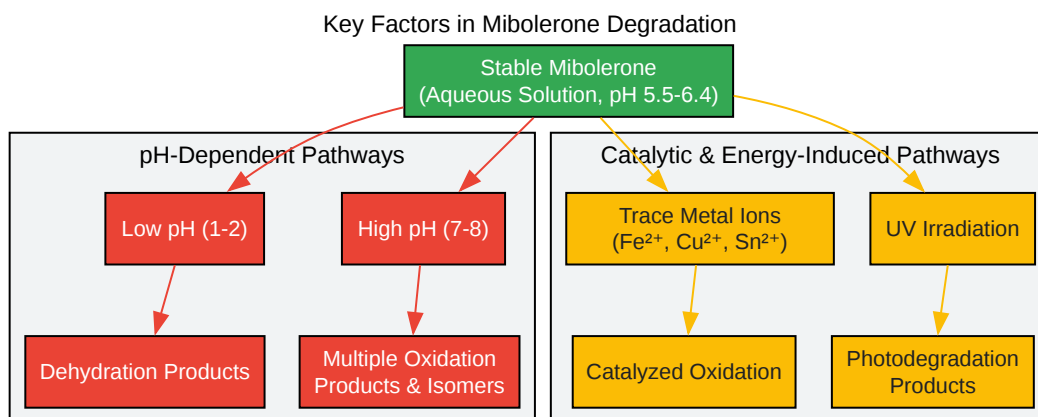 Key Factors in Mibolerone Degradation
Stable Mibolerone
(Aqueous Solution, pH 5.5-6.4)
pH-Dependent Pathways
Catalytic & Energy-Induced Pathways
Low pH (1-2)
High pH (7-8)
Trace Metal Ions
(Fe²⁺, Cu²⁺, Sn²⁺)
UV Irradiation
Dehydration Products
Multiple Oxidation
Products & Isomers
Catalyzed Oxidation
Photodegradation
Products